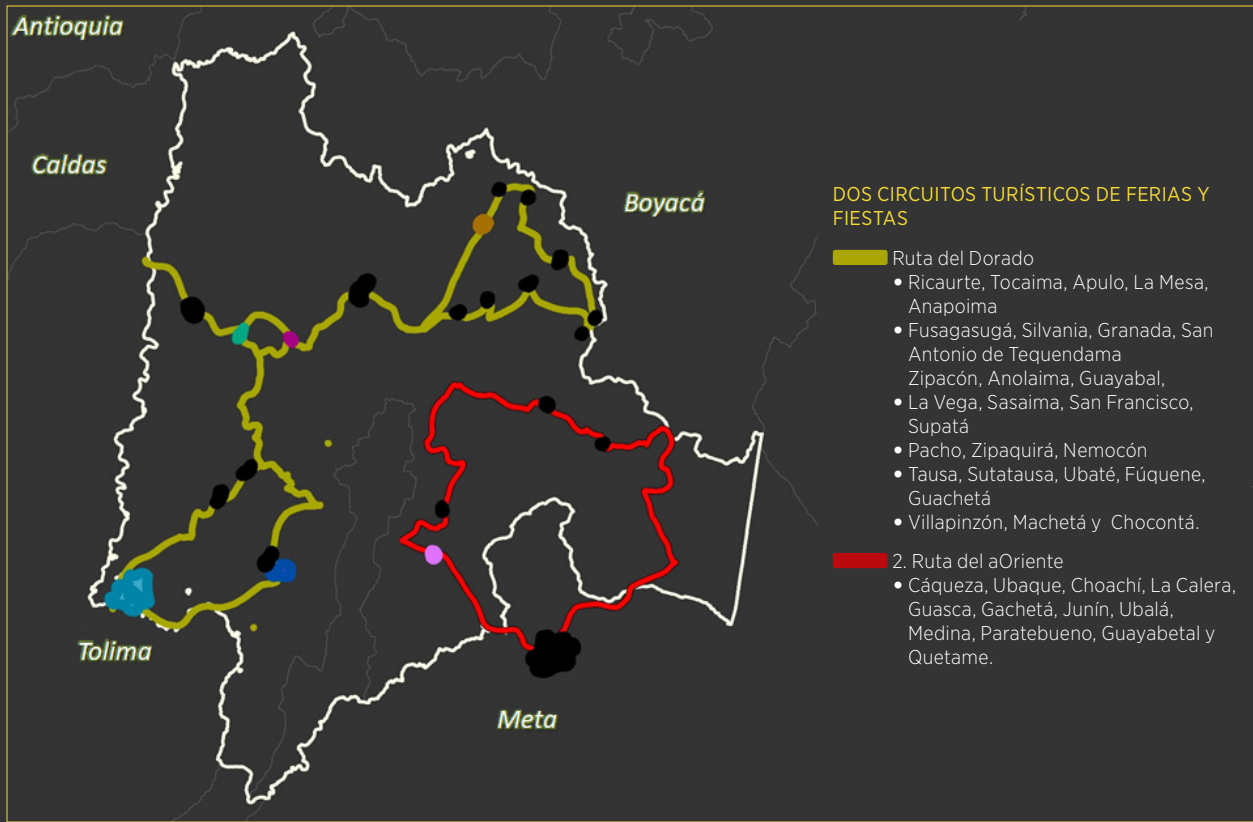 Antioquia
Caldas
Boyacá
Tolima
Meta
DOS CIRCUITOS TURÍSTICOS DE FERIAS Y
FIESTAS
Ruta del Dorado
• Ricaurte, Tocaima, Apulo, La Mesa,
Anapoima
• Fusagasugá, Silvania, Granada, San
Antonio de Tequendama
Zipacón, Anolaima, Guayabal,
• La Vega, Sasaima, San Francisco,
Supatá
• Pacho, Zipaquirá, Nemocón
• Tausa, Sutatausa, Ubaté, Fúquene,
Guachetá
• Villapinzón, Machetá y Chocontá.
2. Ruta del aOriente
• Cáqueza, Ubaque, Choachí, La Calera,
Guasca, Gachetá, Junín, Ubalá,
Medina, Paratebueno, Guayabetal y
Quetame.